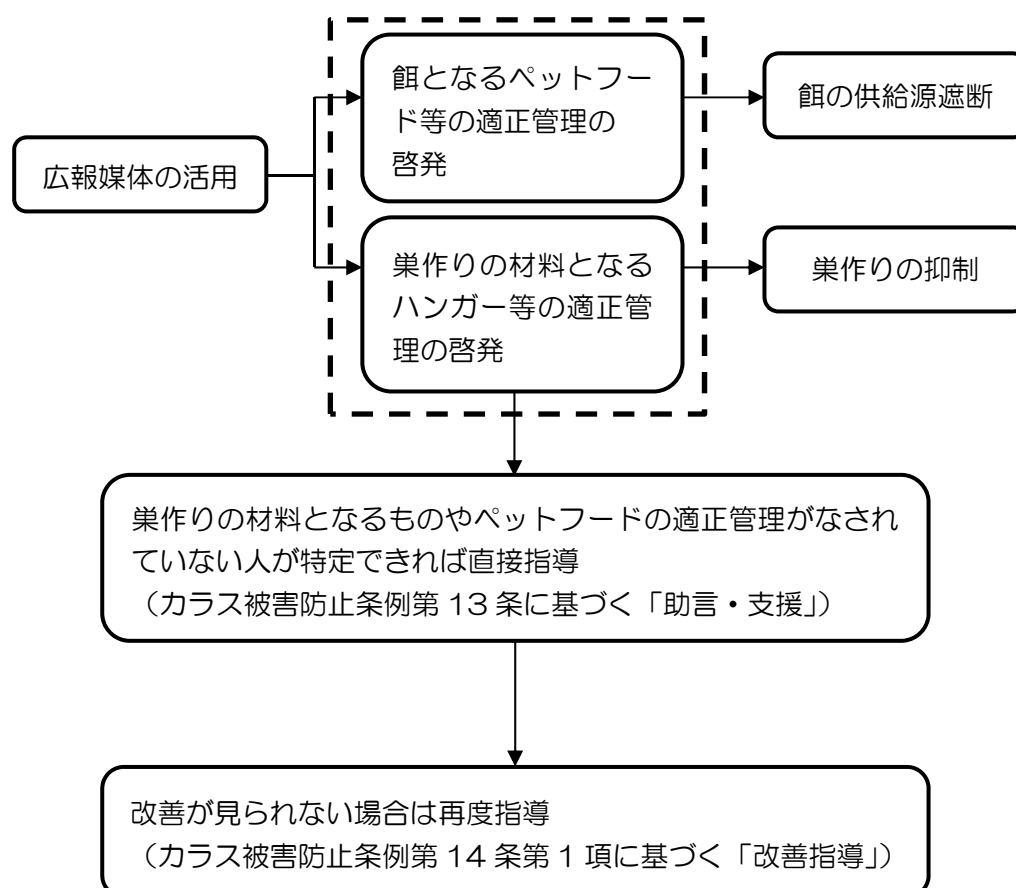 広報媒体の活用
餌となるペットフー
ド等の適正管理の
啓発
餌の供給源遮断
巣作りの材料となる
ハンガー等の適正管
理の啓発
巣作りの抑制
巣作りの材料となるものやペットフードの適正管理がなされ
ていない人が特定できれば直接指導
（カラス被害防止条例第 13 条に基づく「助言・支援」）
改善が見られない場合は再度指導
（カラス被害防止条例第 14 条第 1 項に基づく「改善指導」）